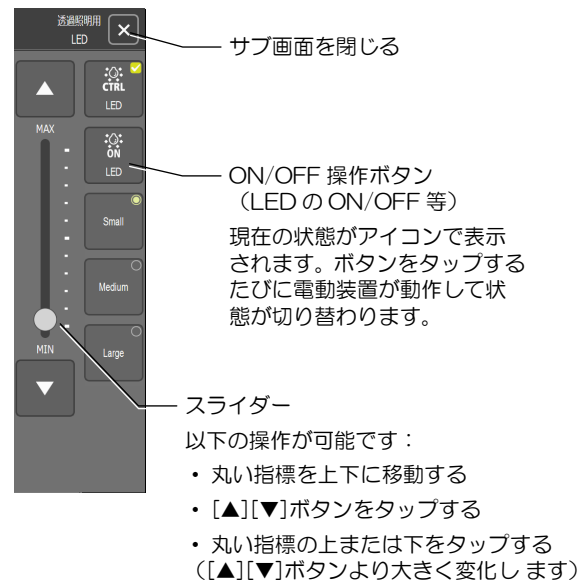 透過照明用
LED
サブ画面を閉じる
CTRL
LED
MAX
ON
LED
ON/OFF 操作ボタン
（LED の ON/OFF 等）
現在の状態がアイコンで表示
されます。ボタンをタップする
たびに電動装置が動作して状
態が切り替わります。
Small
Medium
Large
MIN
スライダー
以下の操作が可能です：
・ 丸い指標を上下に移動する
・ [▲][▼]ボタンをタップする
・ 丸い指標の上または下をタップする
（[▲][▼]ボタンより大きく変化し ます）